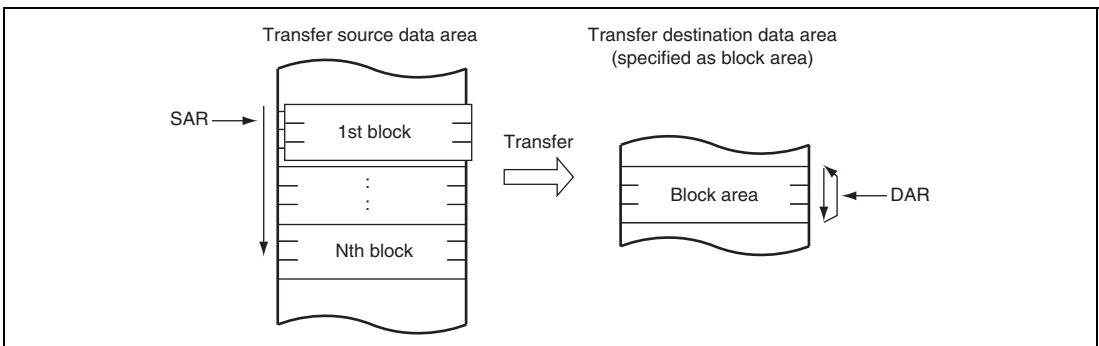 Transfer source data area
Transfer destination data area
(specified as block area)
SAR
1st block
Transfer
:
:
Block area
DAR
Nth block